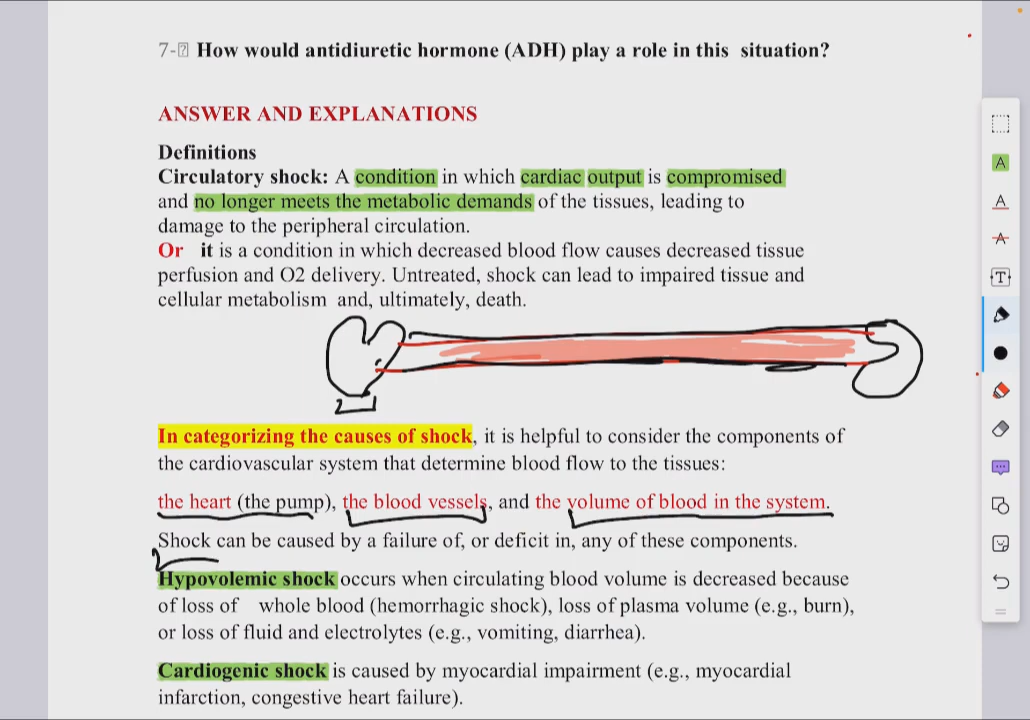 7- How would antidiuretic hormone (ADH) play a role in this situation?
ANSWER AND EXPLANATIONS
Definitions
Circulatory shock: A condition in which cardiac output is compromised
and no longer meets the metabolic demands of the tissues, leading to
damage to the peripheral circulation.
Or it is a condition in which decreased blood flow causes decreased tissue
perfusion and O2 delivery. Untreated, shock can lead to impaired tissue and
cellular metabolism and, ultimately, death.
In categorizing the causes of shock, it is helpful to consider the components of
the cardiovascular system that determine blood flow to the tissues:
the heart (the pump), the blood vessels, and the volume of blood in the system.
Shock can be caused by a failure of, or deficit in, any of these components.
Hypovolemic shock occurs when circulating blood volume is decreased because
of loss of whole blood (hemorrhagic shock), loss of plasma volume (e.g., burn),
or loss of fluid and electrolytes (e.g., vomiting, diarrhea).
Cardiogenic shock is caused by myocardial impairment (e.g., myocardial
infarction, congestive heart failure).